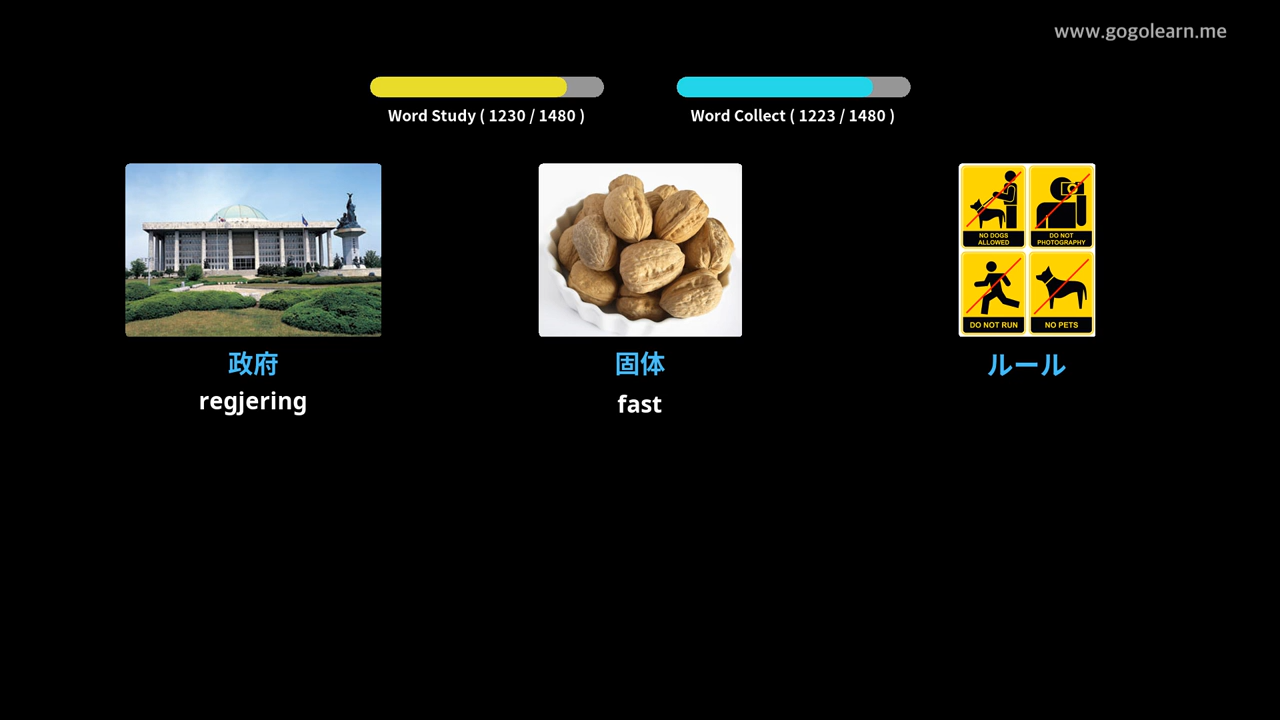 www.gogolearn.me
Word Study ( 1230 / 1480 )
Word Collect ( 1223 / 1480 )
NO DOGS
ALLOWED
DO NOT
PHOTOGRAPHY
DO NOT RUN
NO PETS
政府
固体
ルール
regjering
fast